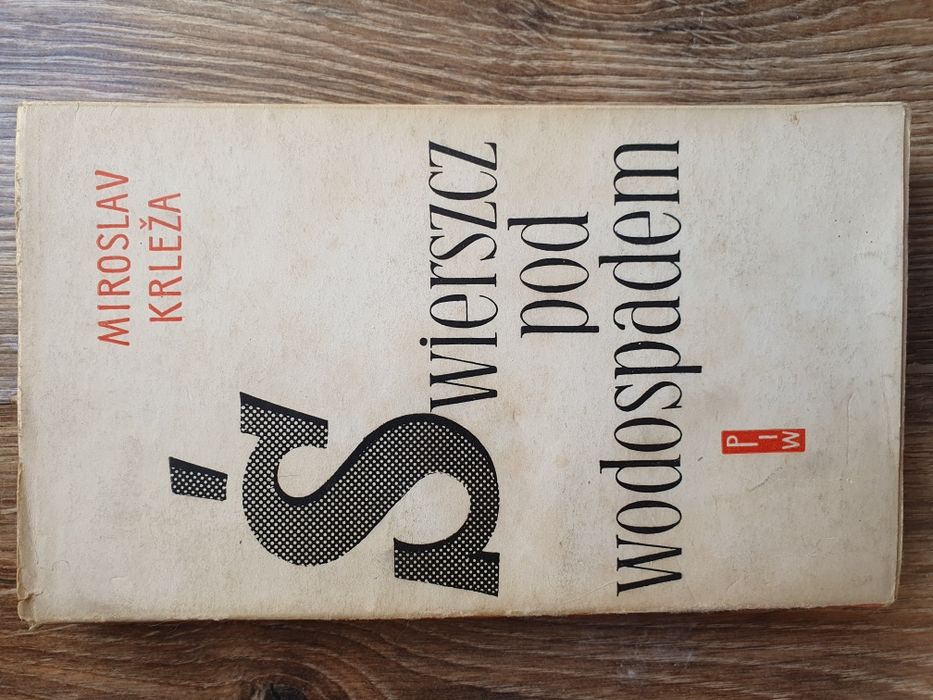 MIROSLAV
KRLEŽA
Świerszcz
pod
wodospadem
PIW